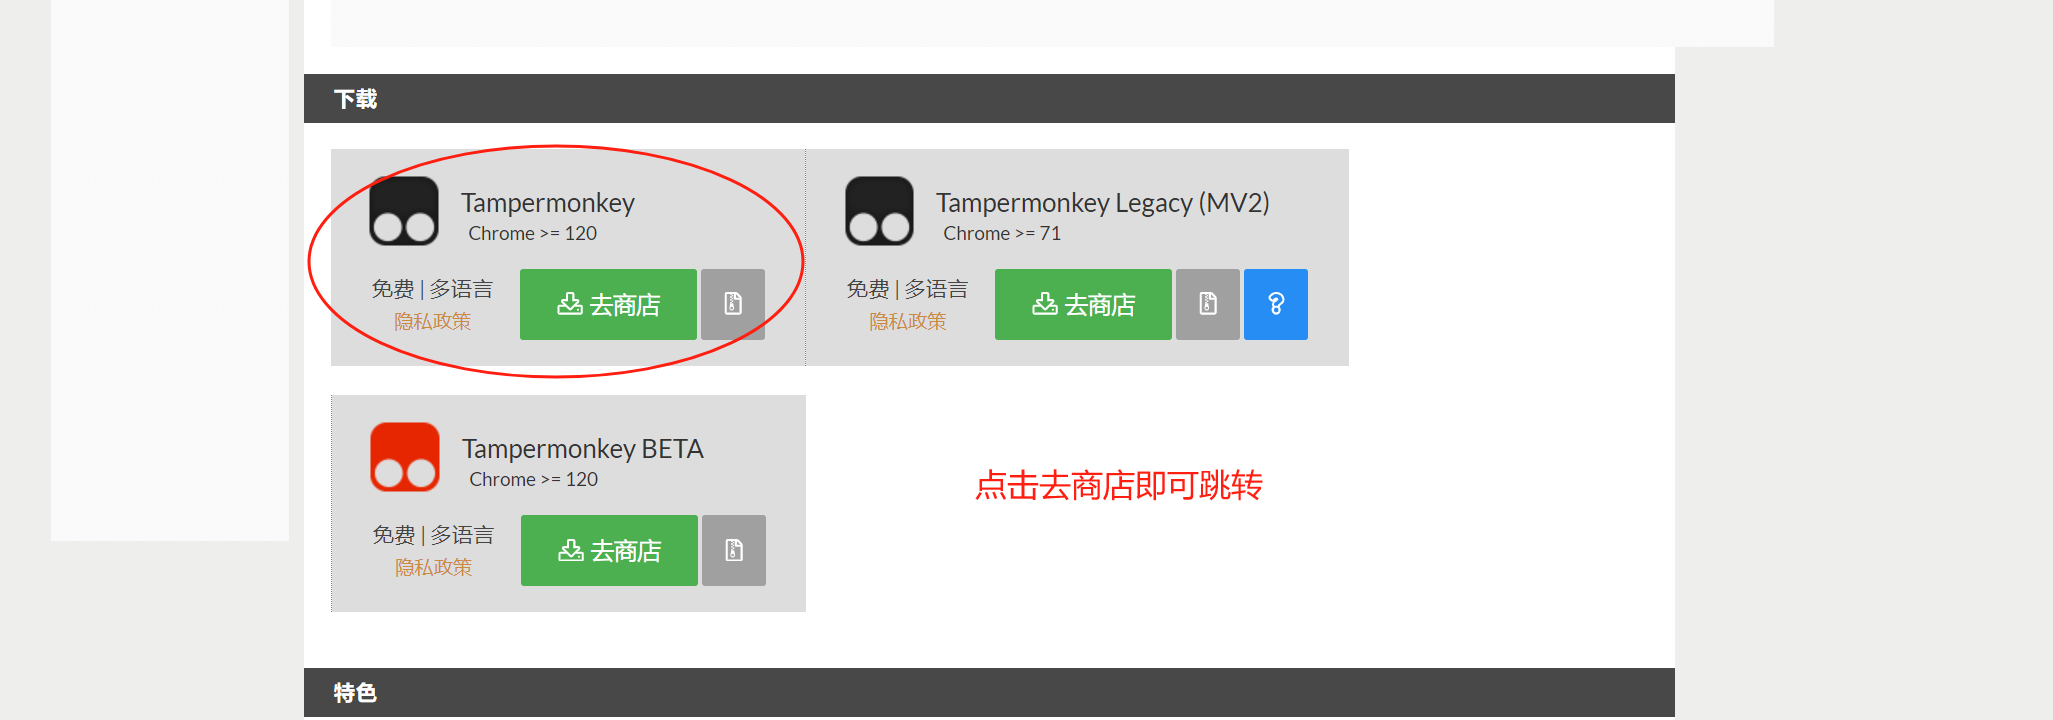 下载
Tampermonkey
Chrome >= 120
免费 | 多语言
去商店
隐私政策
Tampermonkey Legacy (MV2)
Chrome >= 71
免费 | 多语言
去商店
隐私政策
Tampermonkey BETA
Chrome >= 120
免费 | 多语言
去商店
隐私政策
点击去商店即可跳转
特色